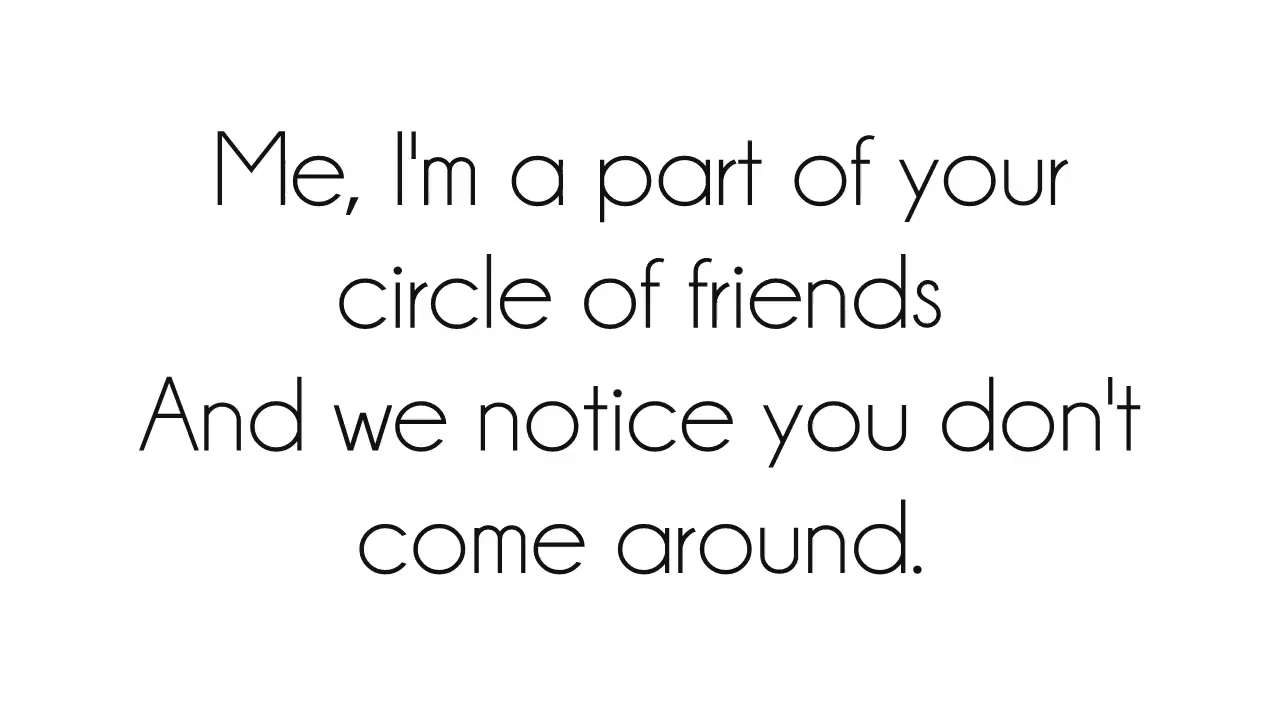 Me, I'm a part of your
circle of friends
And we notice you don't
come around.